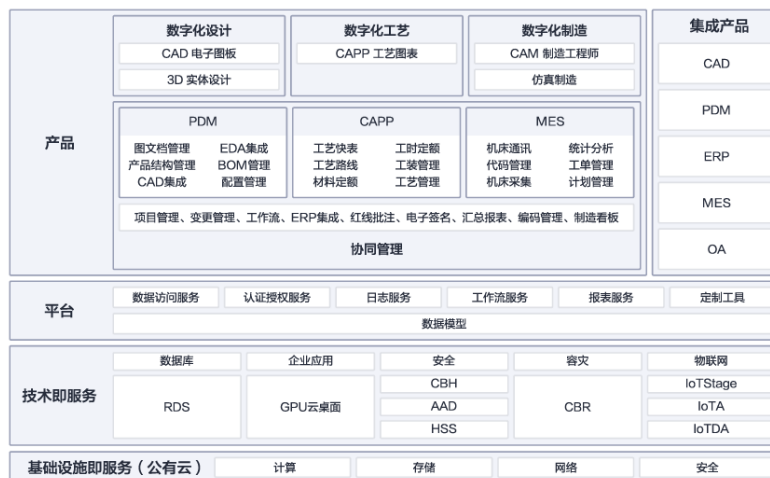 数字化设计
CAD 电子图板
3D 实体设计
数字化工艺
CAPP 工艺图表
数字化制造
CAM 制造工程师
仿真制造
集成产品
CAD
PDM
ERP
MES
OA
产品
PDM
图文档管理 EDA集成
产品结构管理 BOM管理
CAD集成 配置管理
CAPP
工艺快表 工时定额
工艺路线 工装管理
材料定额 工艺管理
MES
机床通讯 统计分析
代码管理 工单管理
机床采集 计划管理
项目管理、变更管理、工作流、ERP集成、红线批注、电子签名、汇总报表、编码管理、制造看板
协同管理
平台
数据访问服务 认证授权服务 日志服务 工作流服务 报表服务 定制工具
数据模型
技术即服务
数据库 企业应用 安全 容灾 物联网
RDS
GPU云桌面
CBH
AAD
HSS
CBR
IoTStage
IoTA
IoTDA
基础设施即服务（公有云） 计算 存储 网络 安全